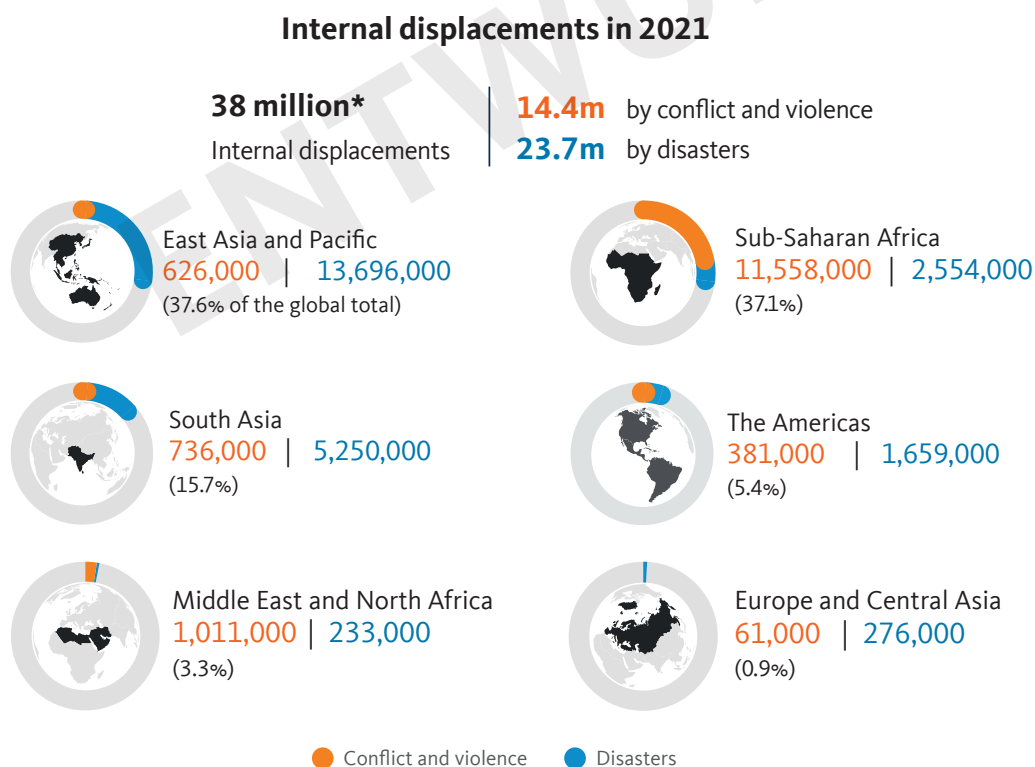 Internal displacements in 2021
38 million*
Internal displacements
14.4m by conflict and violence
23.7m by disasters
East Asia and Pacific
626,000 | 13,696,000
(37.6% of the global total)
Sub-Saharan Africa
11,558,000 | 2,554,000
(37.1%)
South Asia
736,000 | 5,250,000
(15.7%)
The Americas
381,000 | 1,659,000
(5.4%)
Middle East and North Africa
1,011,000 | 233,000
(3.3%)
Europe and Central Asia
61,000 | 276,000
(0.9%)
Conflict and violence Disasters